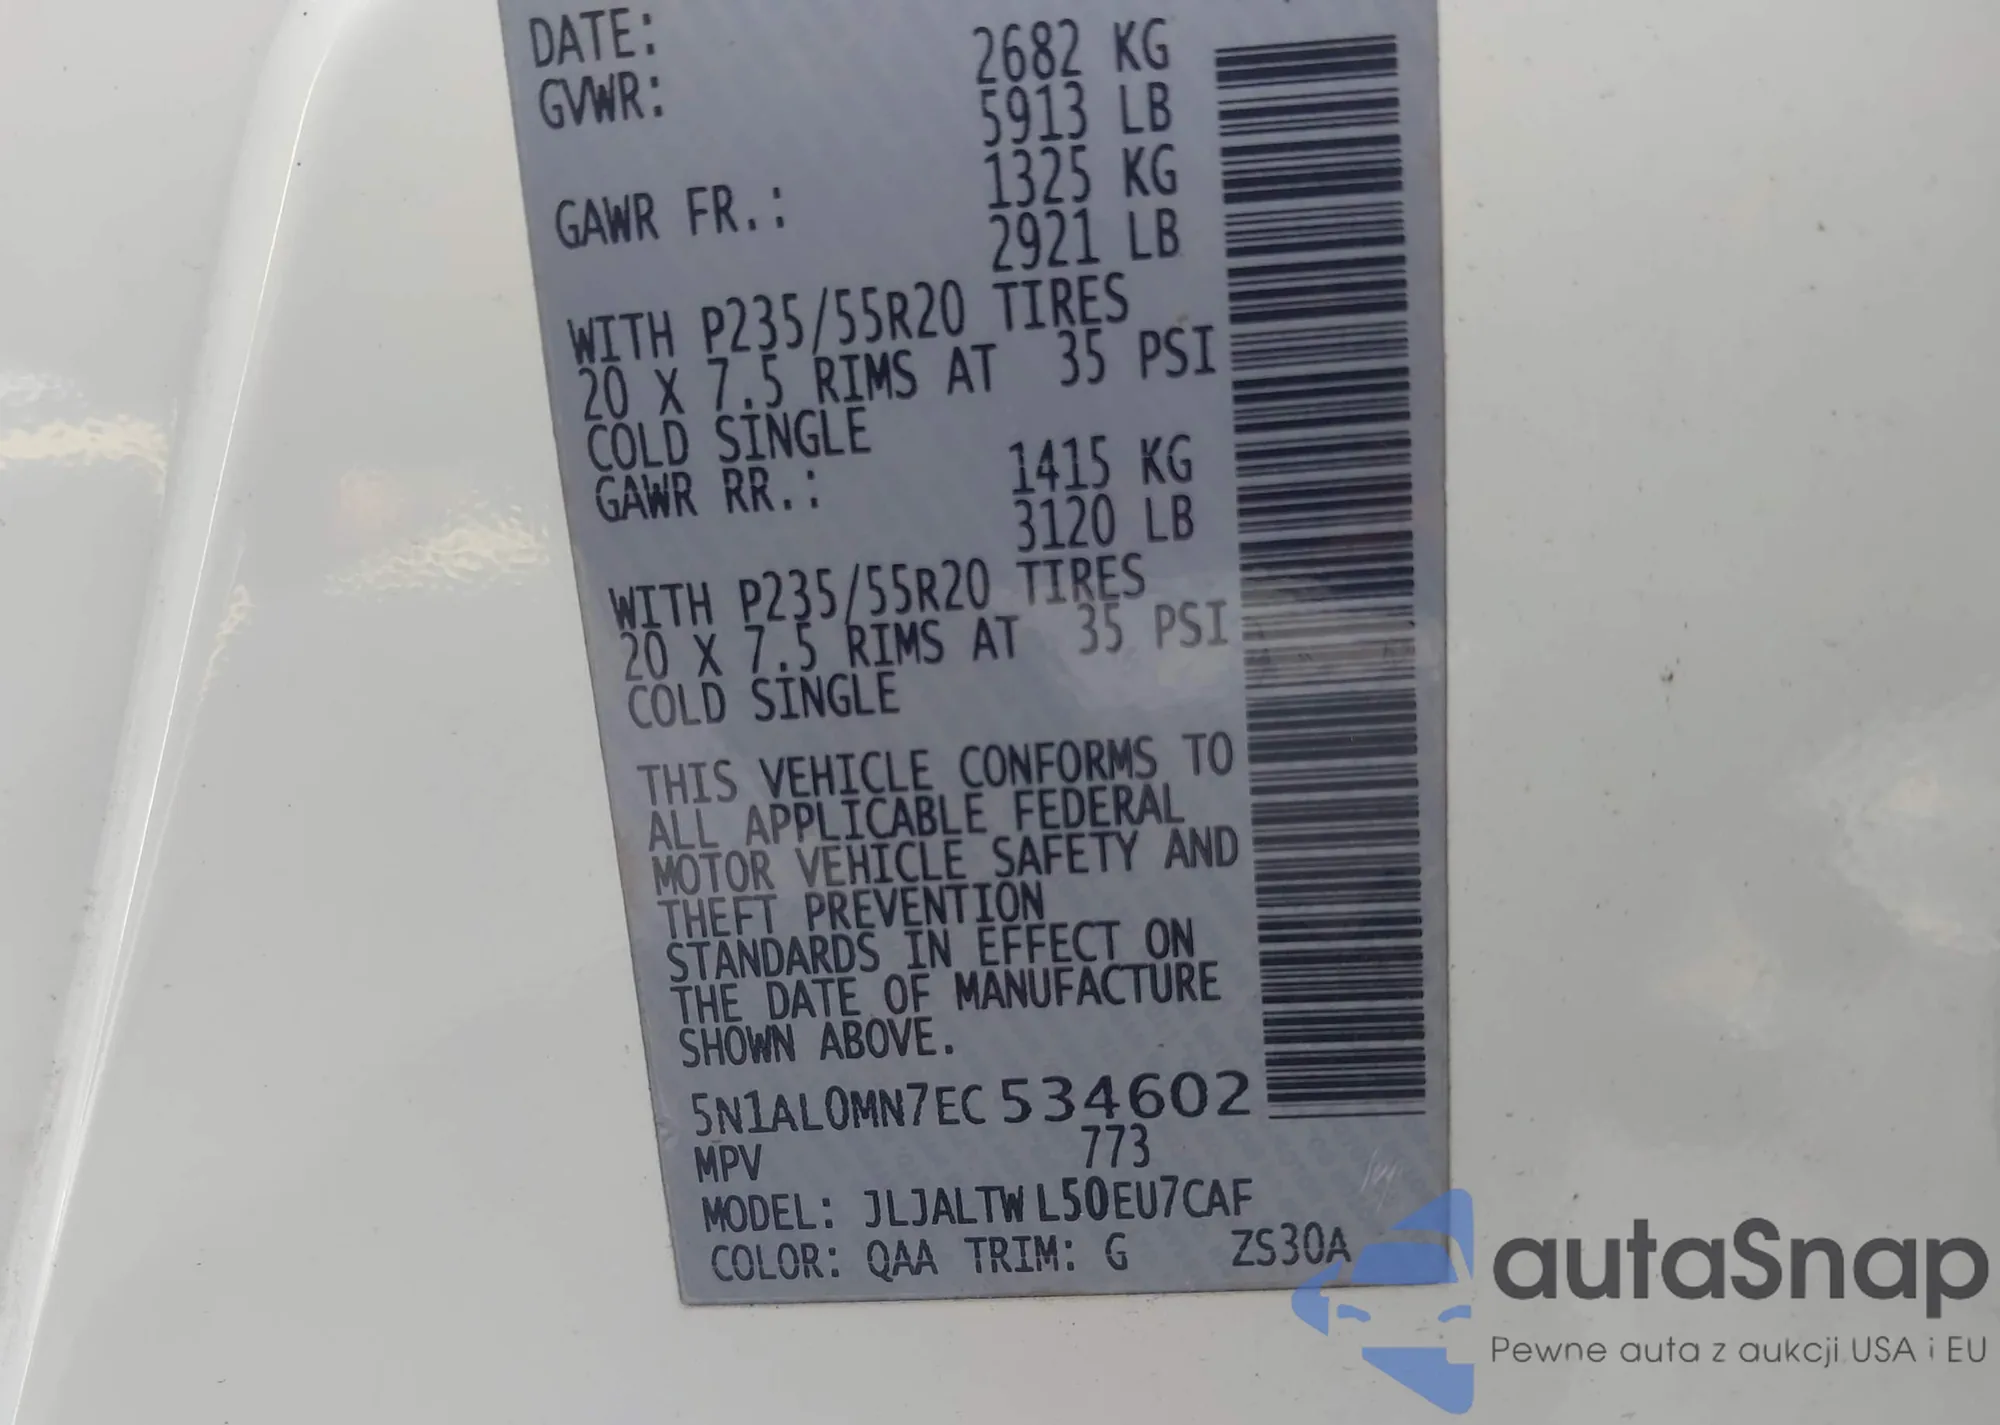 DATE:
2682 KG
GVWR:
5913 LB
1325 KG
GAWR FR.:
2921 LB
WITH P235/55R20 TIRES
20 X 7.5 RIMS AT 35 PSI
COLD SINGLE
1415 KG
GAWR RR.:
3120 LB
WITH P235/55R20 TIRES
20 X 7.5 RIMS AT 35 PSI
COLD SINGLE
THIS VEHICLE CONFORMS TO
ALL APPLICABLE FEDERAL
MOTOR VEHICLE SAFETY AND
THEFT PREVENTION
STANDARDS IN EFFECT ON
THE DATE OF MANUFACTURE
SHOWN ABOVE.
5N1AL0MN7EC534602
MPV 773
MODEL: JLJALTWL50EU7CAF
COLOR: QAA TRIM: G ZS30A
autaSnap
Pewne auta z aukcji USA i EU